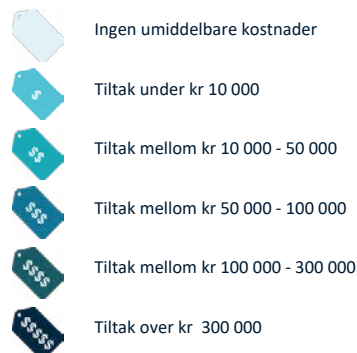 Ingen umiddelbare kostnader
$
Tiltak under kr 10 000
$$
Tiltak mellom kr 10 000 - 50 000
$$$
Tiltak mellom kr 50 000 - 100 000
$$$$
Tiltak mellom kr 100 000 - 300 000
$$$$$
Tiltak over kr  300 000